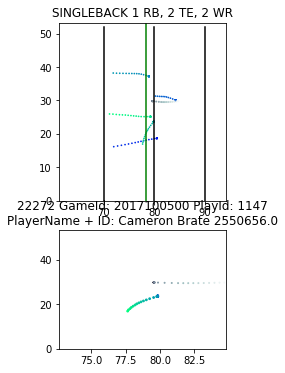 SINGLEBACK 1 RB, 2 TE, 2 WR
50
40
30
20
10
0
70 80 90
22272 GameId: 2017100500 PlayId: 1147
PlayerName + ID: Cameron Brate 2550656.0
40
20
0
75.0 77.5 80.0 82.5